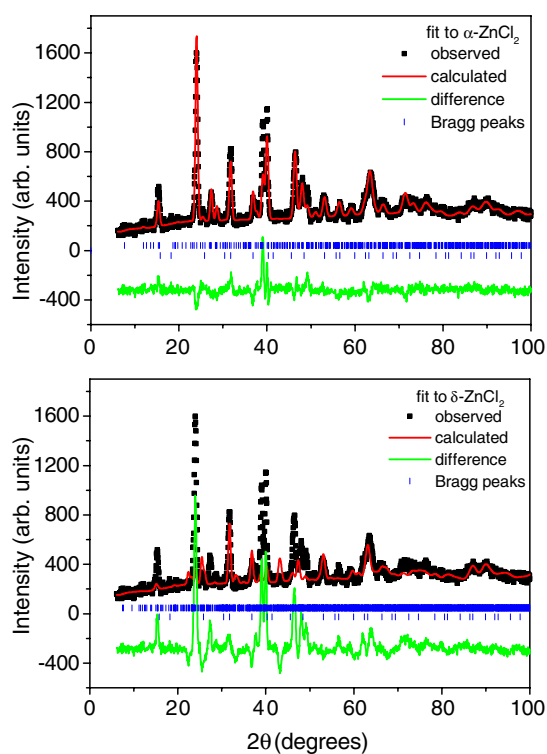 fit to α-ZnCl2
observed
calculated
difference
Bragg peaks
Intensity (arb. units)
1600
1200
800
400
0
-400
0 20 40 60 80 100
fit to δ-ZnCl2
observed
calculated
difference
Bragg peaks
Intensity (arb. units)
1600
1200
800
400
0
-400
0 20 40 60 80 100
2θ (degrees)